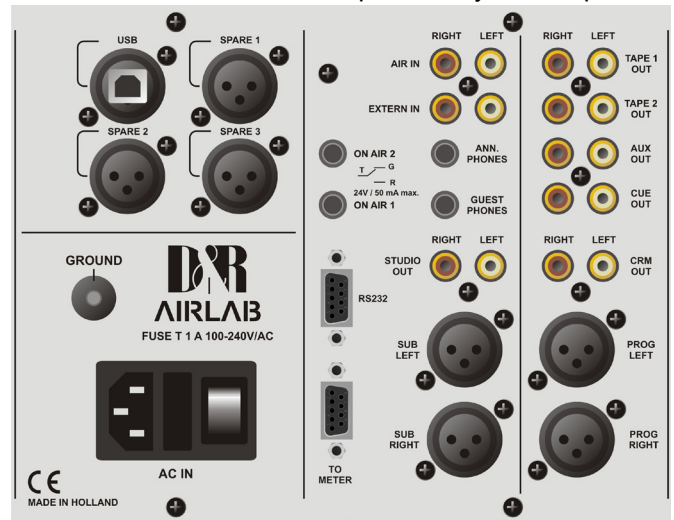 USB
SPARE 1
SPARE 2
SPARE 3
GROUND
D&R
AIRLAB
FUSE T 1 A 100-240V/AC
AC IN
CE
MADE IN HOLLAND
RIGHT LEFT
AIR IN
EXTERN IN
ON AIR 2
T G
R
24V / 50 mA max.
ON AIR 1
ANN.
PHONES
GUEST
PHONES
RIGHT LEFT
STUDIO
OUT
RS232
SUB
LEFT
SUB
RIGHT
TO
METER
RIGHT LEFT
TAPE 1
OUT
TAPE 2
OUT
AUX
OUT
CUE
OUT
RIGHT LEFT
CRM
OUT
PROG
LEFT
PROG
RIGHT